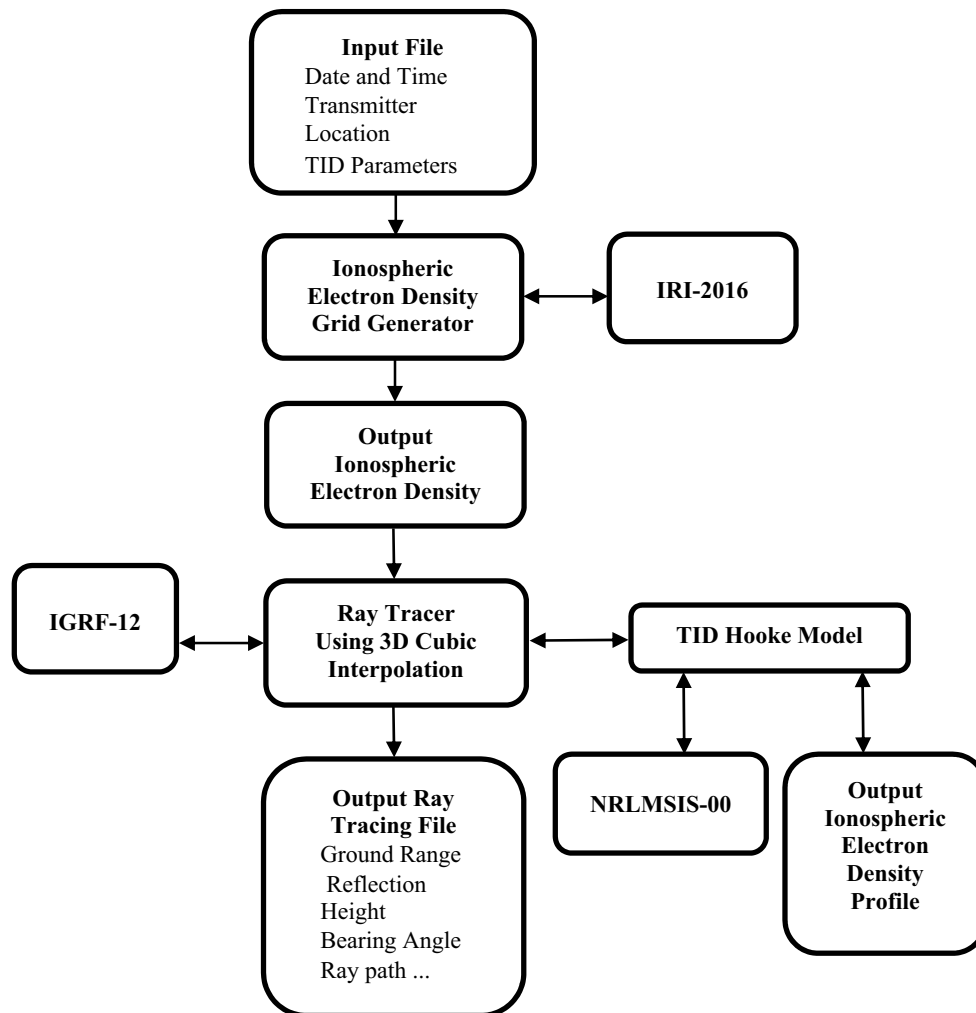 Input File
Date and Time
Transmitter
Location
TID Parameters
Ionospheric
Electron Density
Grid Generator
IRI-2016
Output
Ionospheric
Electron Density
IGRF-12
Ray Tracer
Using 3D Cubic
Interpolation
TID Hooke Model
Output Ray
Tracing File
Ground Range
Reflection
Height
Bearing Angle
Ray path ...
NRLMSIS-00
Output
Ionospheric
Electron
Density
Profile